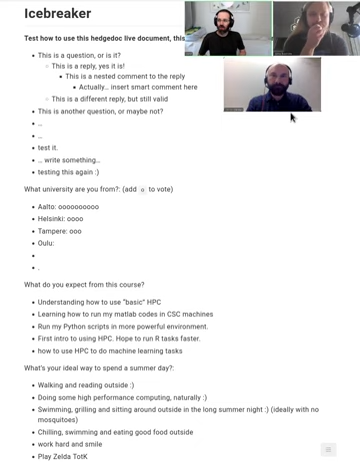 Icebreaker
Test how to use this hedgedoc live document, this
This is a question, or is it?
This is a reply, yes it is!
This is a nested comment to the reply
Actually... insert smart comment here
This is a different reply, but still valid
This is another question, or maybe not?
...
...
test it.
... write something...
testing this again :)
What university are you from?: (add o to vote)
Aalto: oooooooooo
Helsinki: oooo
Tampere: ooo
Oulu:
.
What do you expect from this course?
Understanding how to use "basic" HPC
Learning how to run my matlab codes in CSC machines
Run my Python scripts in more powerful environment.
First intro to using HPC. Hope to run R tasks faster.
how to use HPC to do machine learning tasks
What's your ideal way to spend a summer day?:
Walking and reading outside :)
Doing some high performance computing, naturally :)
Swimming, grilling and sitting around outside in the long summer night :) (ideally with no
mosquitoes)
Chilling, swimming and eating good food outside
work hard and smile
Play Zelda TotK